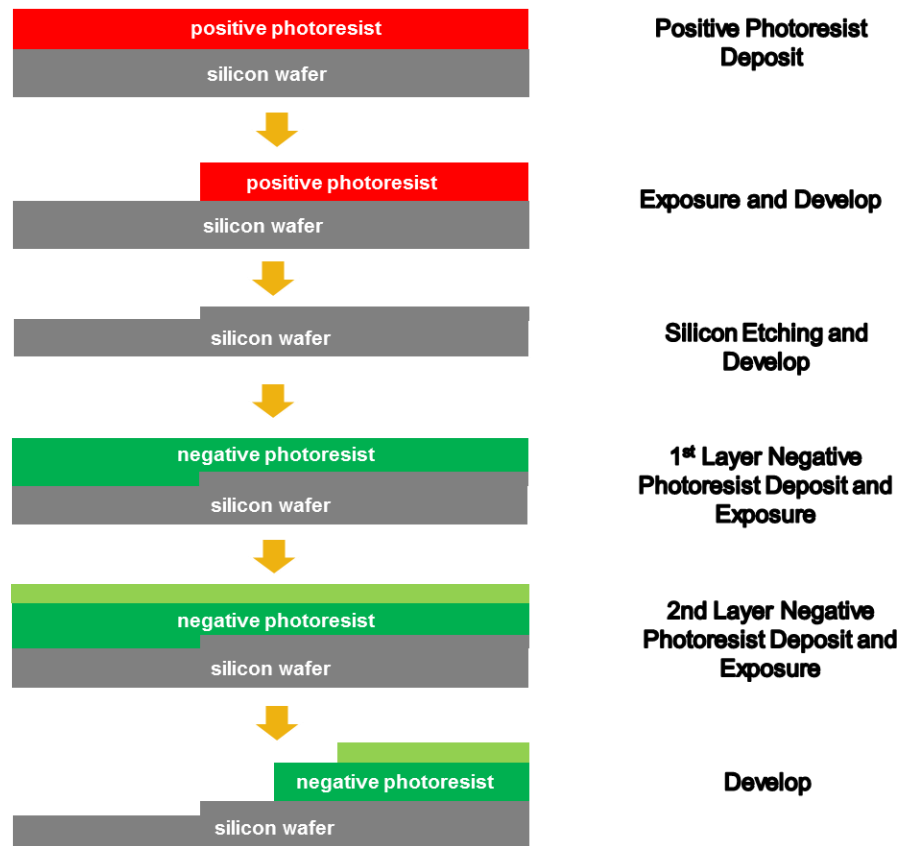 positive photoresist
silicon wafer
Positive Photoresist
Deposit
positive photoresist
silicon wafer
Exposure and Develop
silicon wafer
Silicon Etching and
Develop
negative photoresist
silicon wafer
1st Layer Negative
Photoresist Deposit and
Exposure
negative photoresist
silicon wafer
2nd Layer Negative
Photoresist Deposit and
Exposure
negative photoresist
silicon wafer
Develop